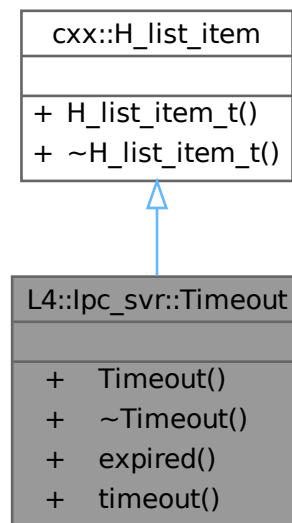 cxx::H_list_item
+ H_list_item_t()
+ ~H_list_item_t()
L4::Ipc_svr::Timeout
+ Timeout()
+ ~Timeout()
+ expired()
+ timeout()